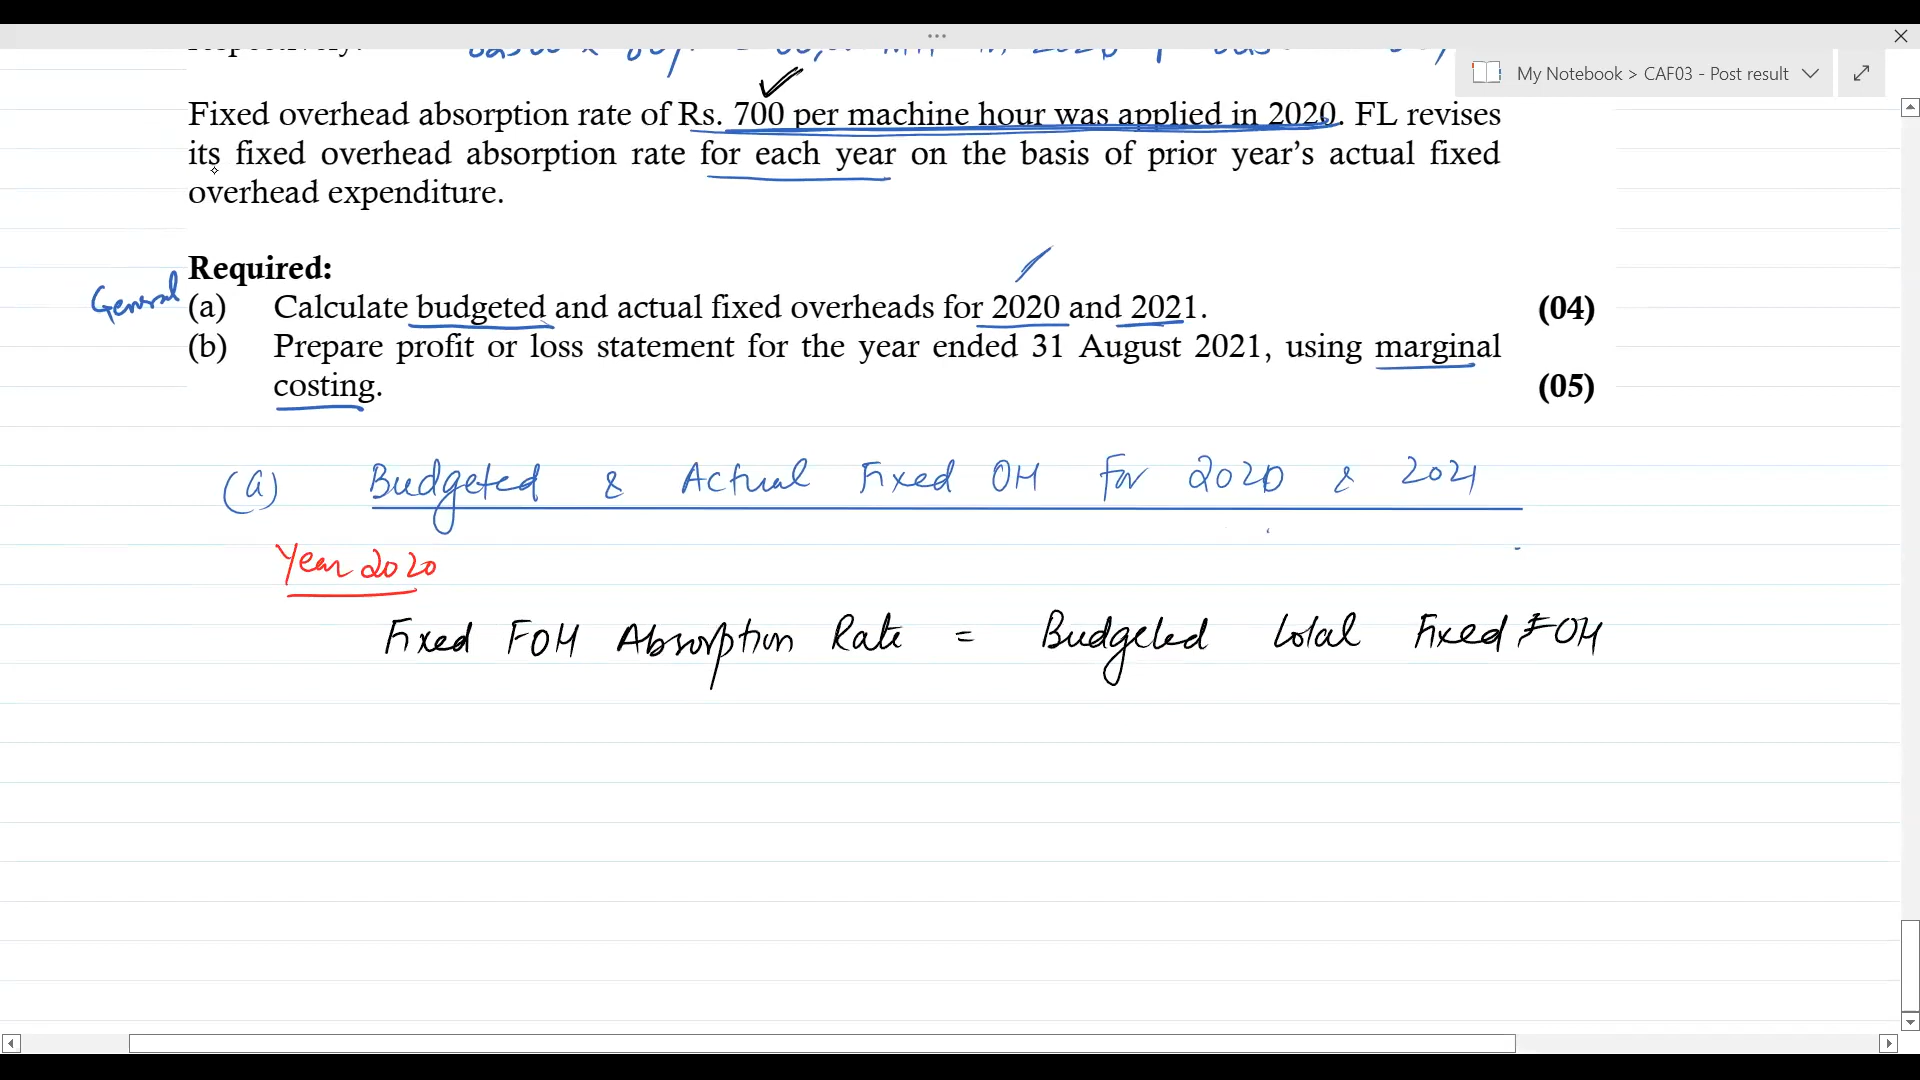 My Notebook > CAF03 - Post result
Fixed overhead absorption rate of Rs. 700 per machine hour was applied in 2020. FL revises
its fixed overhead absorption rate for each year on the basis of prior year's actual fixed
overhead expenditure.
Required:
General
(a) Calculate budgeted and actual fixed overheads for 2020 and 2021. (04)
(b) Prepare profit or loss statement for the year ended 31 August 2021, using marginal
costing. (05)
(a) Budgeted & Actual Fixed OH for 2020 & 2021
Year 2020
Fixed FOH Absorption Rate = Budgeted total Fixed FOH